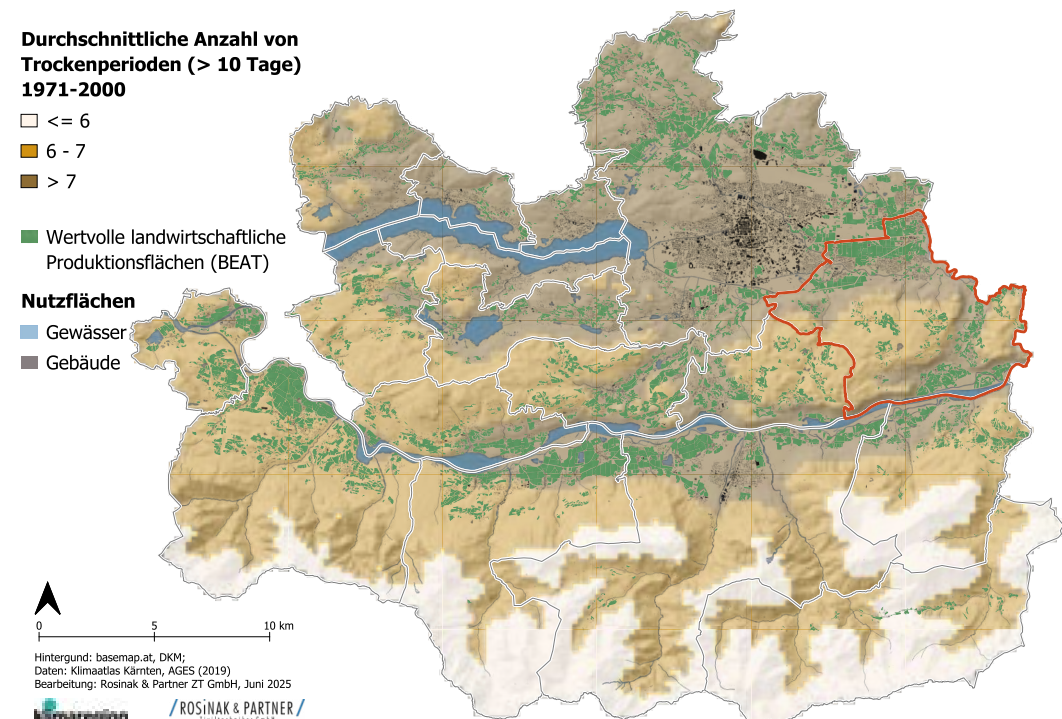 Durchschnittliche Anzahl von
Trockenperioden (> 10 Tage)
1971-2000
<= 6
6 - 7
> 7
Wertvolle landwirtschaftliche
Produktionsflächen (BEAT)
Nutzflächen
Gewässer
Gebäude
0 5 10 km
Hintergund: basemap.at, DKM;
Daten: Klimaatlas Kärnten, AGES (2019)
Bearbeitung: Rosinak & Partner ZT GmbH, Juni 2025
ROSiNAK & PARTNER